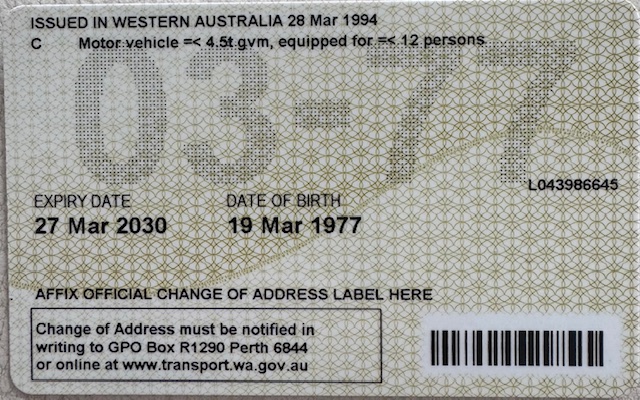 ISSUED IN WESTERN AUSTRALIA 28 Mar 1994
C Motor vehicle =< 4.5t gvm, equipped for =< 12 persons
03-77
L043986645
EXPIRY DATE DATE OF BIRTH
27 Mar 2030 19 Mar 1977
AFFIX OFFICIAL CHANGE OF ADDRESS LABEL HERE
Change of Address must be notified in
writing to GPO Box R1290 Perth 6844
or online at www.transport.wa.gov.au